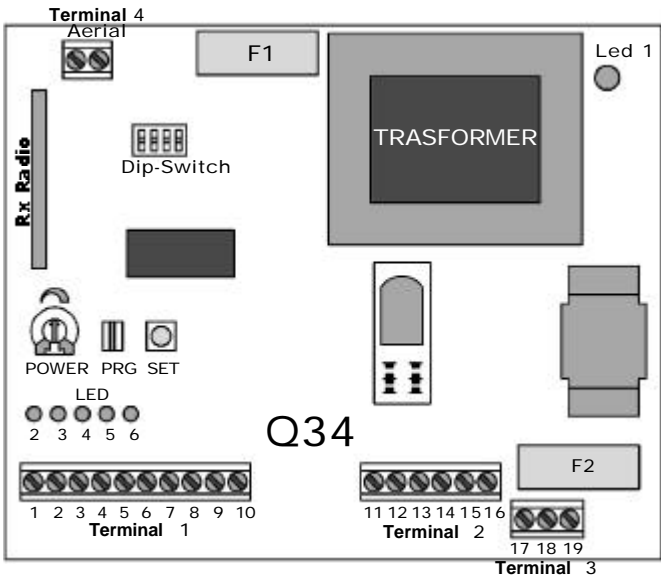 Terminal 4
Aerial
F1
Led 1
TRASFORMER
Dip-Switch
Rx Radio
POWER PRG SET
LED
2 3 4 5 6
Q34
F2
1 2 3 4 5 6 7 8 9 10
Terminal 1
11 12 13 14 15 16
Terminal 2
17 18 19
Terminal 3